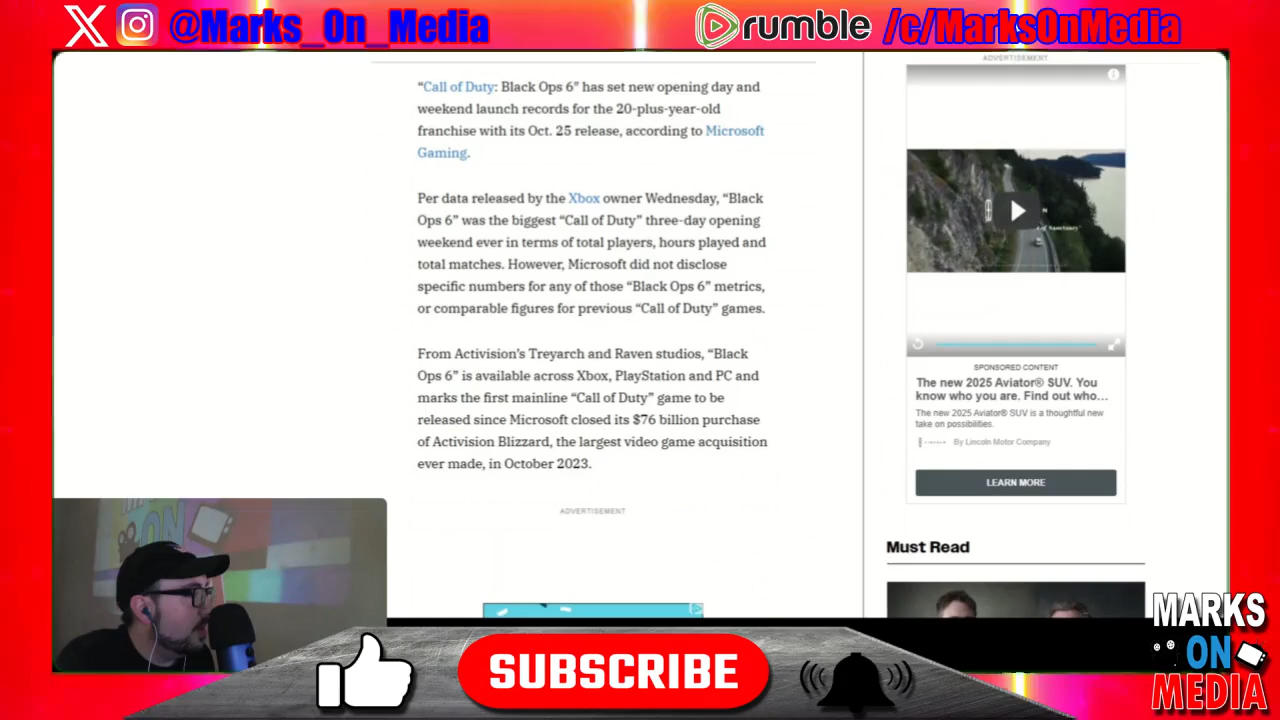 @Marks_On_Media
rumble /c/MarksOnMedia
"Call of Duty: Black Ops 6" has set new opening day and
weekend launch records for the 20-plus-year-old
franchise with its Oct. 25 release, according to Microsoft
Gaming.
Per data released by the Xbox owner Wednesday, "Black
Ops 6" was the biggest "Call of Duty" three-day opening
weekend ever in terms of total players, hours played and
total matches. However, Microsoft did not disclose
specific numbers for any of those "Black Ops 6" metrics,
or comparable figures for previous "Call of Duty" games.
From Activision's Treyarch and Raven studios, "Black
Ops 6" is available across Xbox, PlayStation and PC and
marks the first mainline "Call of Duty" game to be
released since Microsoft closed its $76 billion purchase
of Activision Blizzard, the largest video game acquisition
ever made, in October 2023.
ADVERTISEMENT
ADVERTISEMENT
of Sanctuary
SPONSORED CONTENT
The new 2025 Aviator® SUV. You
know who you are. Find out who…
The new 2025 Aviator® SUV is a thoughtful new
take on possibilities.
By Lincoln Motor Company
LEARN MORE
Must Read
ON
SUBSCRIBE
MARKS
ON
MEDIA